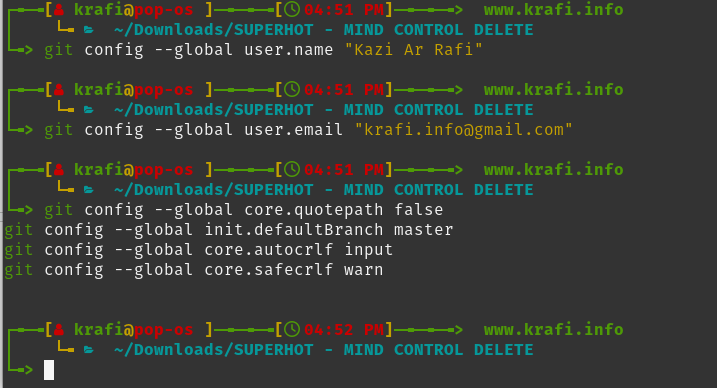 [krafi@pop-os ]─────[04:51 PM]─────> www.krafi.info
~/Downloads/SUPERHOT - MIND CONTROL DELETE
git config --global user.name "Kazi Ar Rafi"
[krafi@pop-os ]─────[04:51 PM]─────> www.krafi.info
~/Downloads/SUPERHOT - MIND CONTROL DELETE
git config --global user.email "krafi.info@gmail.com"
[krafi@pop-os ]─────[04:51 PM]─────> www.krafi.info
~/Downloads/SUPERHOT - MIND CONTROL DELETE
git config --global core.quotepath false
git config --global init.defaultBranch master
git config --global core.autocrlf input
git config --global core.safecrlf warn
[krafi@pop-os ]─────[04:52 PM]─────> www.krafi.info
~/Downloads/SUPERHOT - MIND CONTROL DELETE